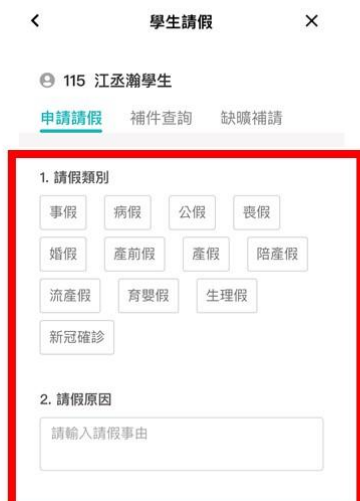 學生請假
115 江丞瀚學生
申請請假 補件查詢 缺曠補請
1. 請假類別
事假 病假 公假 喪假
婚假 產前假 產假 陪產假
流產假 育嬰假 生理假
新冠確診
2. 請假原因
請輸入請假事由